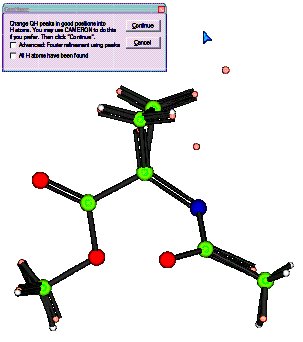 Change QH peaks in good positions into
H atoms. You may use CAMERON to do this
if you prefer. Then click "Continue".
Advanced: Fourier refinement using peaks
All H atoms have been found
Continue
Cancel